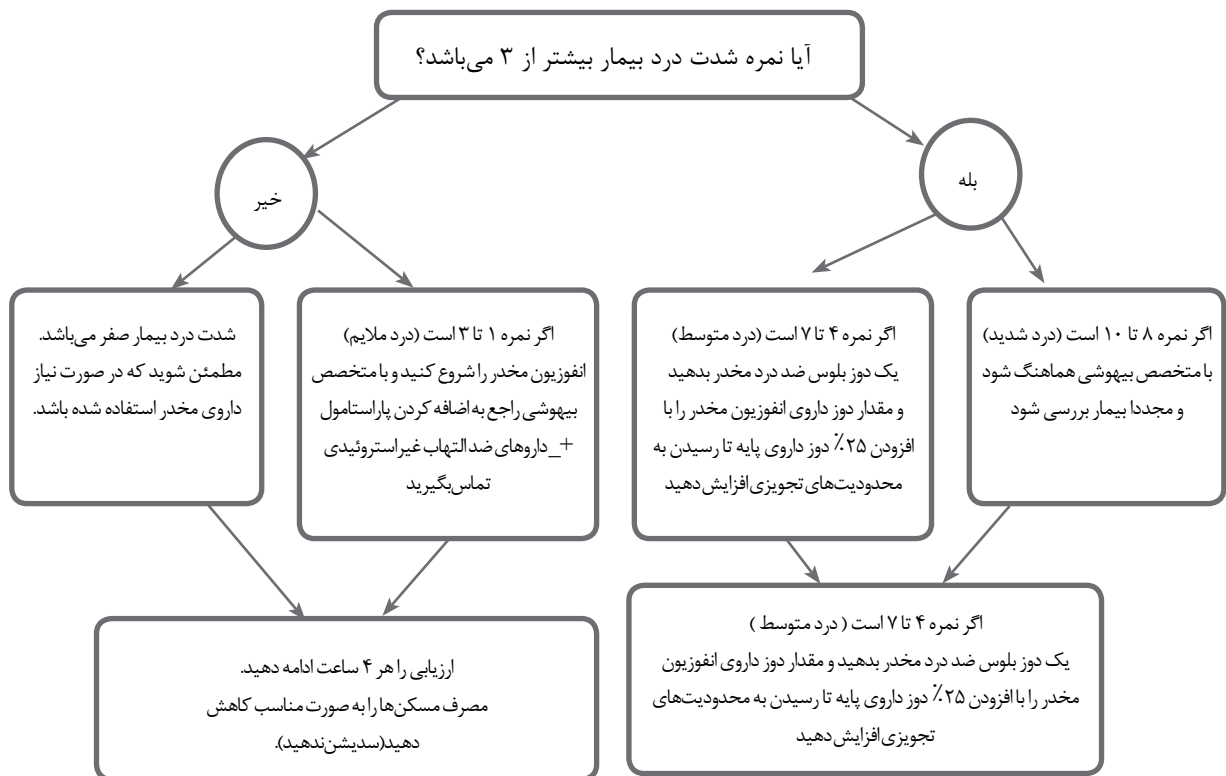 آیا نمره شدت درد بیمار بیشتر از ۳ می‌باشد؟
بله
خیر
اگر نمره ۸ تا ۱۰ است (درد شدید)
با متخصص بیهوشی هماهنگ شود
و مجددا بیمار بررسی شود
اگر نمره ۴ تا ۷ است (درد متوسط)
یک دوز بلوس ضد درد مخدر بدهید
و مقدار دوز داروی انفوزیون مخدر را با
افزودن ۲۵٪ دوز داروی پایه تا رسیدن به
محدودیت‌های تجویزی افزایش دهید
اگر نمره ۱ تا ۳ است (درد ملایم)
انفوزیون مخدر را شروع کنید و با متخصص
بیهوشی راجع به اضافه کردن پاراستامول
+_داروهای ضد التهاب غیراستروئیدی
تماس بگیرید
شدت درد بیمار صفر می‌باشد.
مطمئن شوید که در صورت نیاز
داروی مخدر استفاده شده باشد.
اگر نمره ۴ تا ۷ است ( درد متوسط )
یک دوز بلوس ضد درد مخدر بدهید و مقدار دوز داروی انفوزیون
مخدر را با افزودن ۲۵٪ دوز داروی پایه تا رسیدن به محدودیت‌های
تجویزی افزایش دهید
ارزیابی را هر ۴ ساعت ادامه دهید.
مصرف مسکن‌ها را به صورت مناسب کاهش
دهید(سدیشن ندهید).